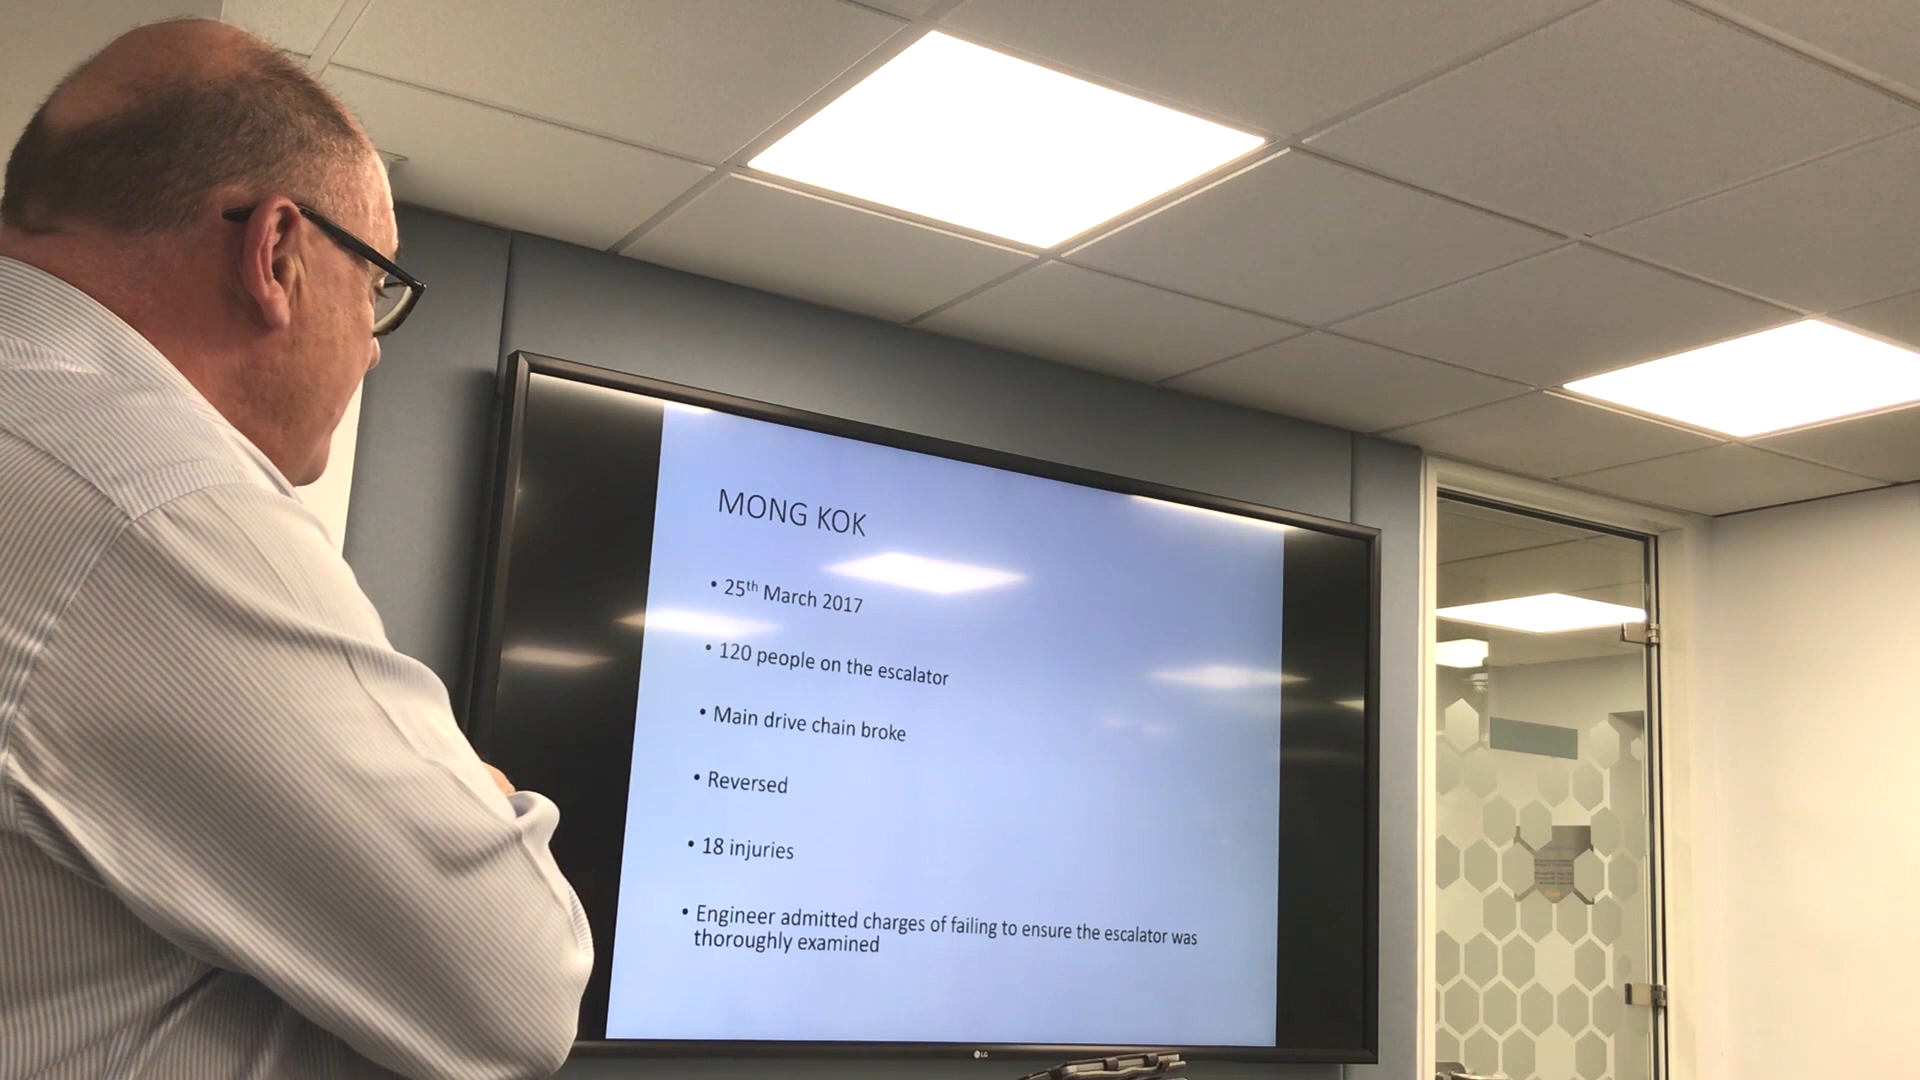 MONG KOK
• 25th March 2017
• 120 people on the escalator
• Main drive chain broke
• Reversed
• 18 injuries
• Engineer admitted charges of failing to ensure the escalator was
thoroughly examined
LG